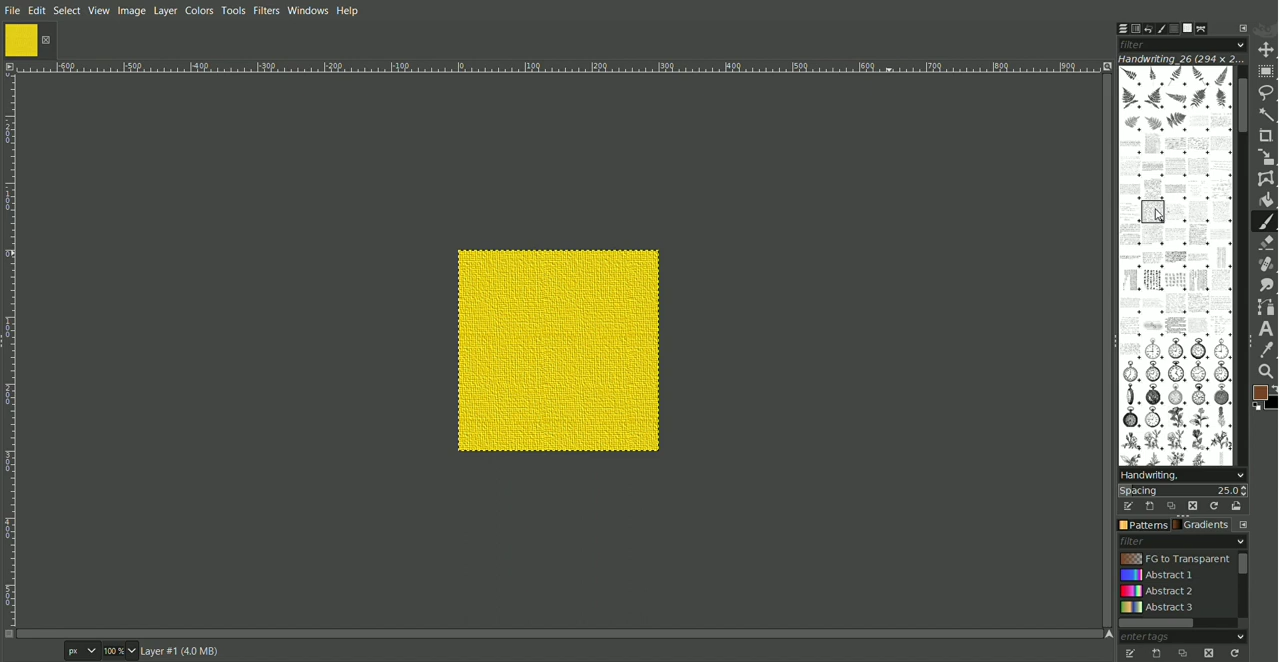 File Edit Select View Image Layer Colors Tools Filters Windows Help
-600 -500 -400 -300 -200 -100 0 100 200 300 400 500 600 700 800 900
filter
Handwriting_26 (294 × 2...
Handwriting,
Spacing 25.0
Patterns Gradients
filter
FG to Transparent
Abstract 1
Abstract 2
Abstract 3
enter tags
px 100 % Layer #1 (4.0 MB)